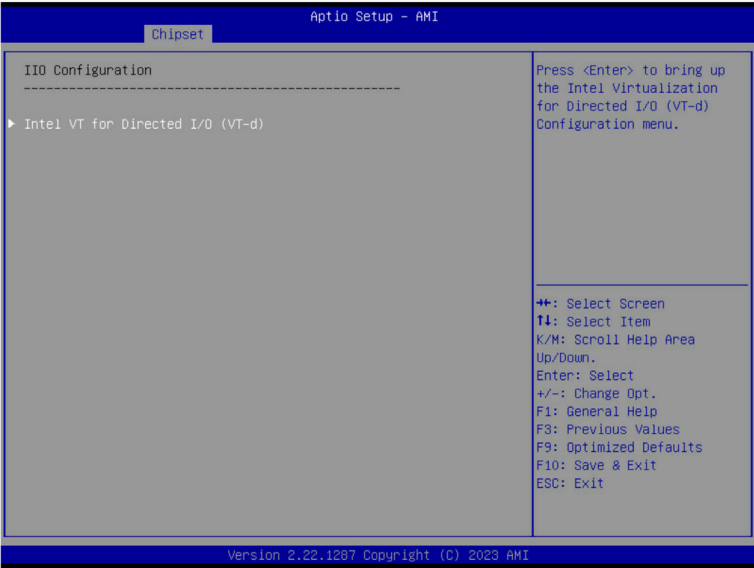 Aptio Setup - AMI
Chipset
IIO Configuration
--------------------------------------------------
Intel VT for Directed I/O (VT-d)
Press <Enter> to bring up
the Intel Virtualization
for Directed I/O (VT-d)
Configuration menu.
→←: Select Screen
↑↓: Select Item
K/M: Scroll Help Area
Up/Down.
Enter: Select
+/-: Change Opt.
F1: General Help
F3: Previous Values
F9: Optimized Defaults
F10: Save & Exit
ESC: Exit
Version 2.22.1287 Copyright (C) 2023 AMI